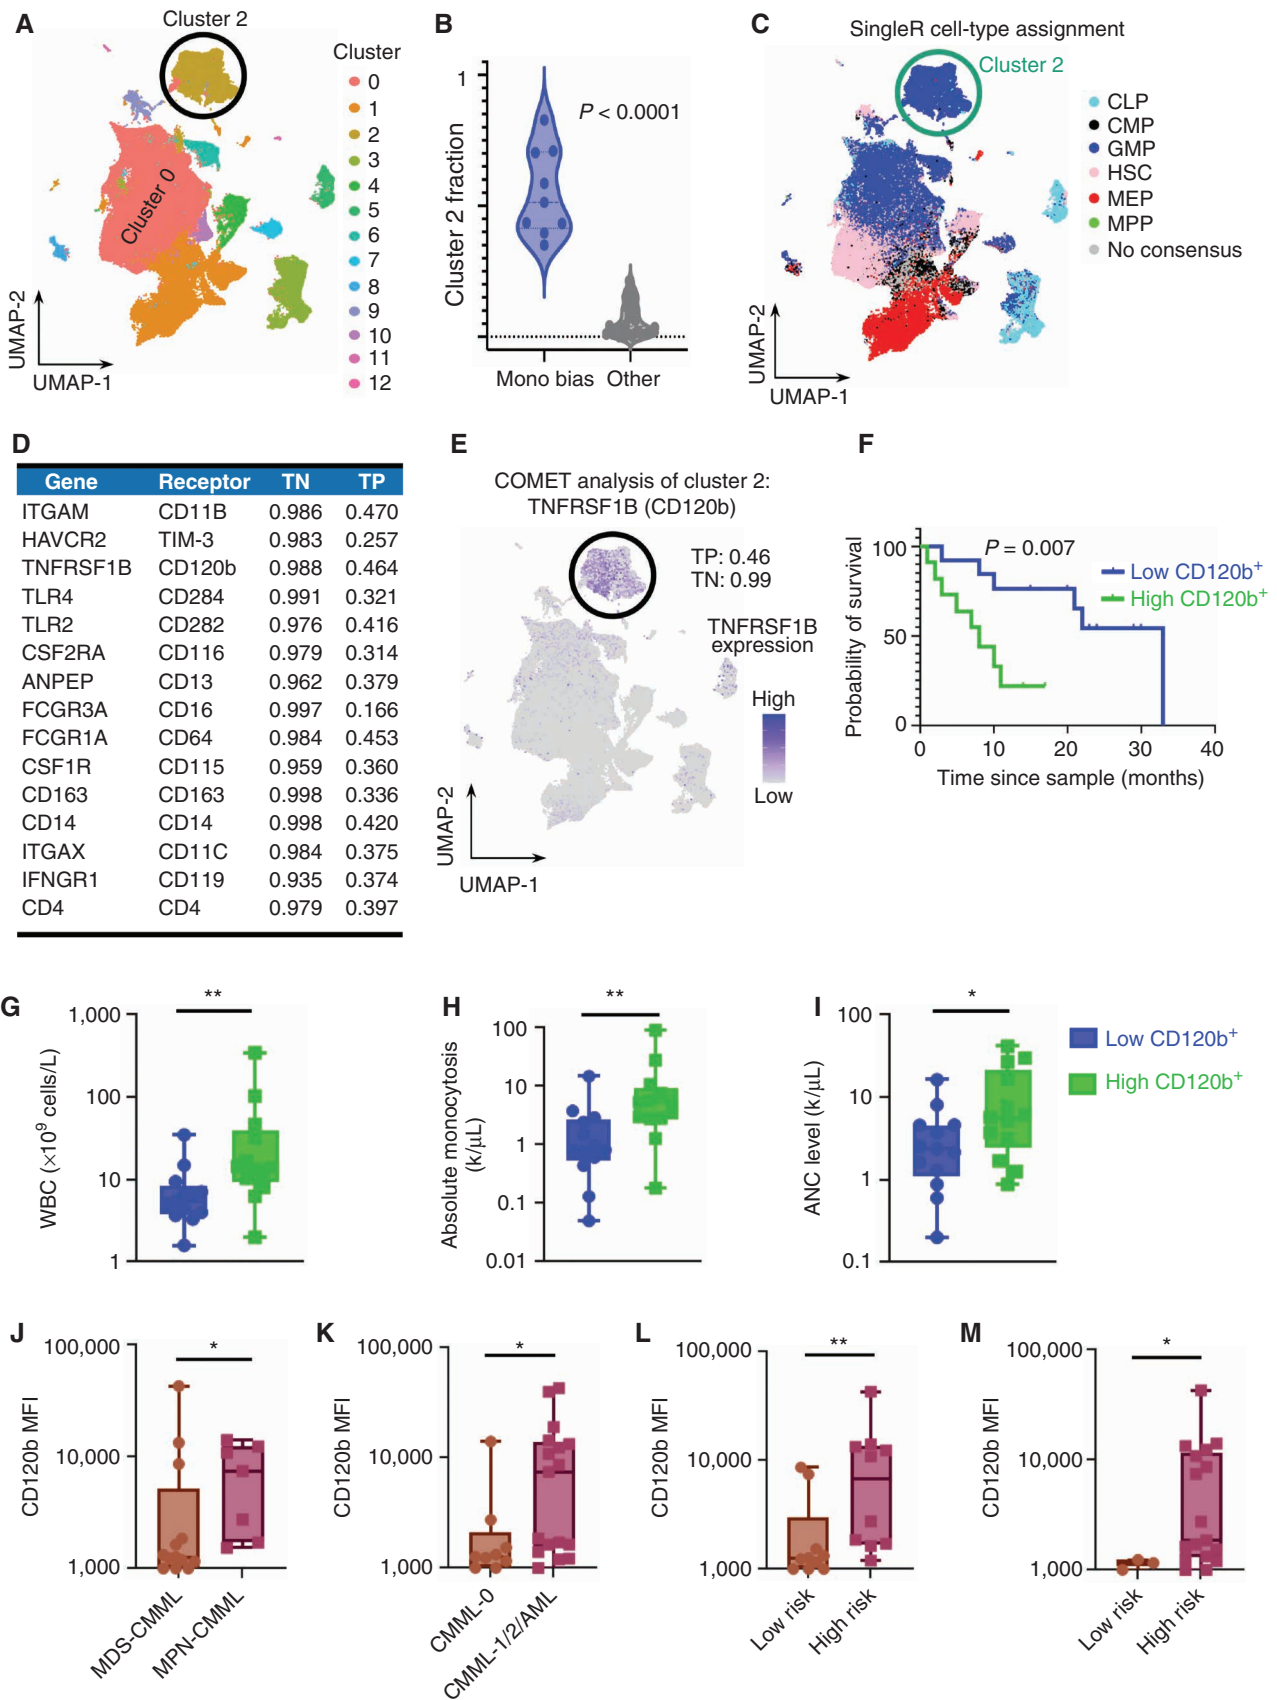 A
Cluster 2
Cluster
0
1
2
3
4
5
6
7
8
9
10
11
12
Cluster 0
UMAP-2
UMAP-1
B
Cluster 2 fraction
1
0
P < 0.0001
Mono bias Other
C
SingleR cell-type assignment
Cluster 2
CLP
CMP
GMP
HSC
MEP
MPP
No consensus
UMAP-2
UMAP-1
D
Gene Receptor TN TP
ITGAM CD11B 0.986 0.470
HAVCR2 TIM-3 0.983 0.257
TNFRSF1B CD120b 0.988 0.464
TLR4 CD284 0.991 0.321
TLR2 CD282 0.976 0.416
CSF2RA CD116 0.979 0.314
ANPEP CD13 0.962 0.379
FCGR3A CD16 0.997 0.166
FCGR1A CD64 0.984 0.453
CSF1R CD115 0.959 0.360
CD163 CD163 0.998 0.336
CD14 CD14 0.998 0.420
ITGAX CD11C 0.984 0.375
IFNGR1 CD119 0.935 0.374
CD4 CD4 0.979 0.397
E
COMET analysis of cluster 2:
TNFRSF1B (CD120b)
TP: 0.46
TN: 0.99
TNFRSF1B
expression
High
Low
UMAP-2
UMAP-1
F
Probability of survival
100
50
0
P = 0.007
Low CD120b+
High CD120b+
0 10 20 30 40
Time since sample (months)
G
WBC (×10⁹ cells/L)
1,000
100
10
1
**
H
Absolute monocytosis
(k/μL)
100
10
1
0.1
0.01
**
I
ANC level (k/μL)
100
10
1
0.1
*
Low CD120b+
High CD120b+
J
CD120b MFI
100,000
10,000
1,000
*
MDS-CMML
MPN-CMML
K
CD120b MFI
100,000
10,000
1,000
*
CMML-0
CMML-1/2/AML
L
CD120b MFI
100,000
10,000
1,000
**
Low risk
High risk
M
CD120b MFI
100,000
10,000
1,000
*
Low risk
High risk